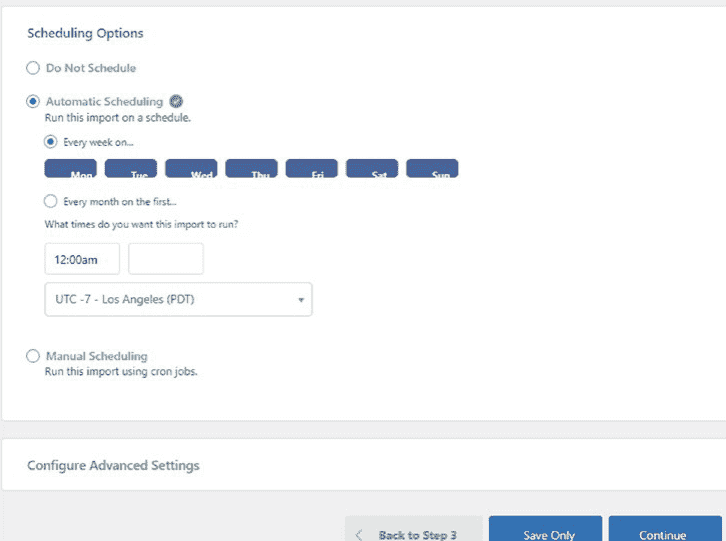 Scheduling Options
Do Not Schedule
Automatic Scheduling
Run this import on a schedule.
Every week on...
Mon Tue Wed Thu Fri Sat Sun
Every month on the first...
What times do you want this import to run?
12:00am
UTC -7 - Los Angeles (PDT)
Manual Scheduling
Run this import using cron jobs.
Configure Advanced Settings
Back to Step 3 Save Only Continue